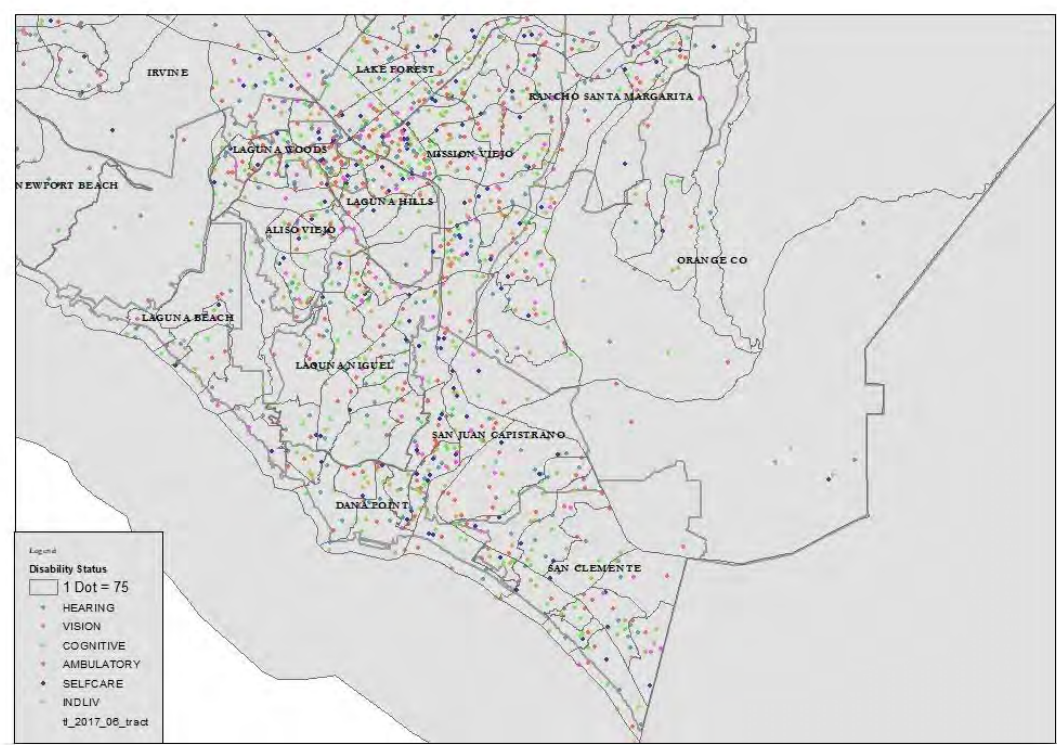 IRVINE
LAKE FOREST
RANCHO SANTA MARGARITA
LAGUNA WOODS
MISSION VIEJO
NEWPORT BEACH
LAGUNA HILLS
ALISO VIEJO
ORANGE CO
LAGUNA BEACH
LAGUNA NIGUEL
SAN JUAN CAPISTRANO
DANA POINT
SAN CLEMENTE
Legend
Disability Status
1 Dot = 75
HEARING
VISION
COGNITIVE
AMBULATORY
SELFCARE
INDLIV
tl_2017_06_tract